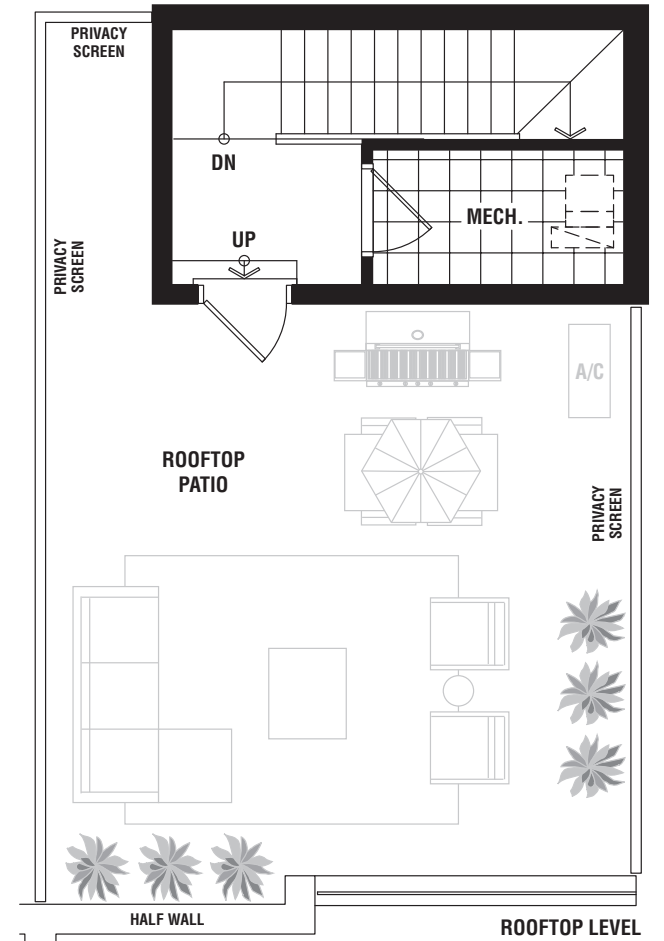 PRIVACY
SCREEN
DN
MECH.
UP
PRIVACY
SCREEN
A/C
ROOFTOP
PATIO
PRIVACY
SCREEN
HALF WALL
ROOFTOP LEVEL